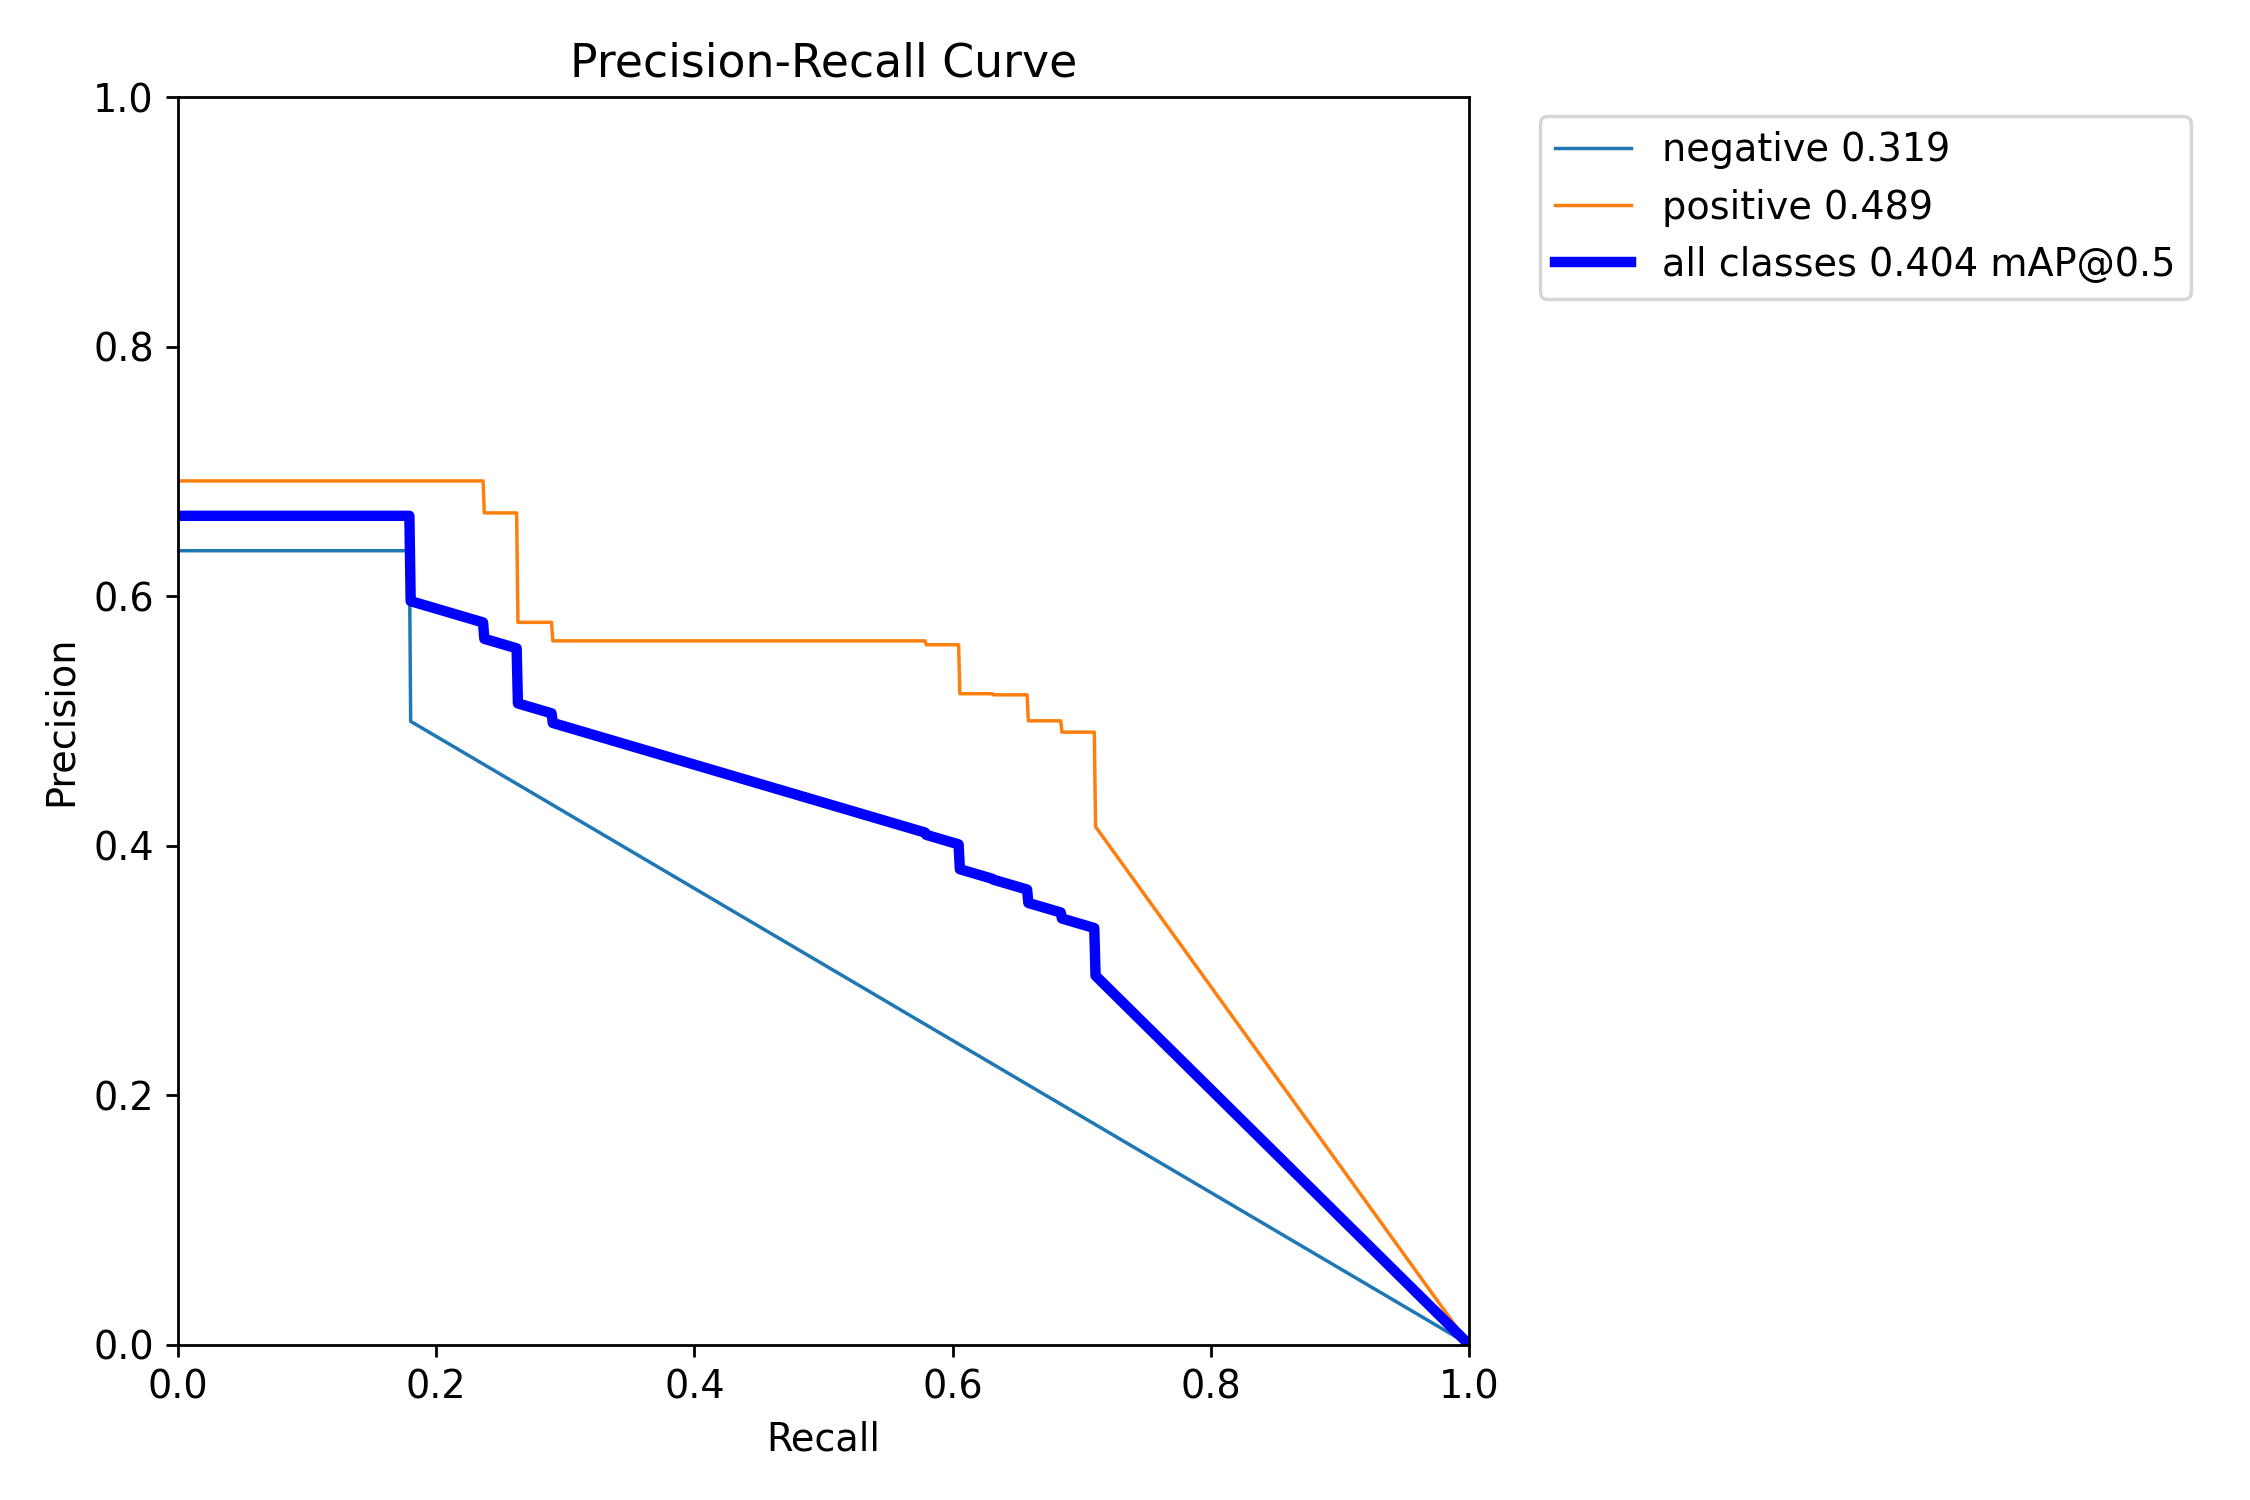 Precision-Recall Curve
1.0
0.8
0.6
0.4
0.2
0.0
Precision
0.0 0.2 0.4 0.6 0.8 1.0
Recall
negative 0.319
positive 0.489
all classes 0.404 mAP@0.5